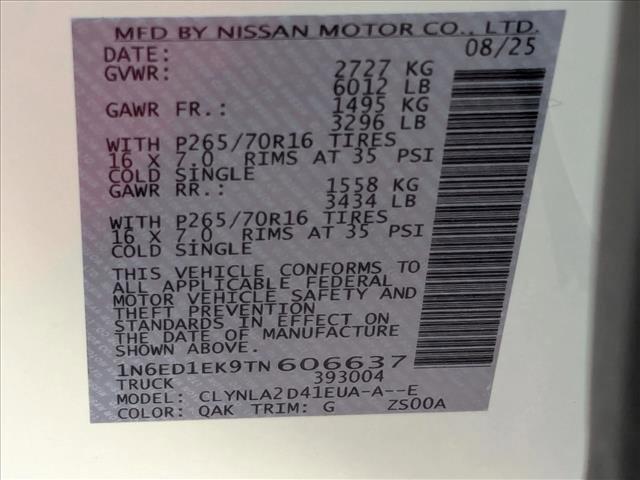 MFD BY NISSAN MOTOR CO., LTD.
DATE: 08/25
GVWR: 2727 KG
6012 LB
GAWR FR.: 1495 KG
3296 LB
WITH P265/70R16 TIRES
16 X 7.0 RIMS AT 35 PSI
COLD SINGLE
GAWR RR.: 1558 KG
3434 LB
WITH P265/70R16 TIRES
16 X 7.0 RIMS AT 35 PSI
COLD SINGLE
THIS VEHICLE CONFORMS TO
ALL APPLICABLE FEDERAL
MOTOR VEHICLE SAFETY AND
THEFT PREVENTION
STANDARDS IN EFFECT ON
THE DATE OF MANUFACTURE
1N6ED1EK9TN606637
TRUCK 393004
MODEL: CLYNLA2D41EUA-A--E
COLOR: QAK TRIM: G ZS00A